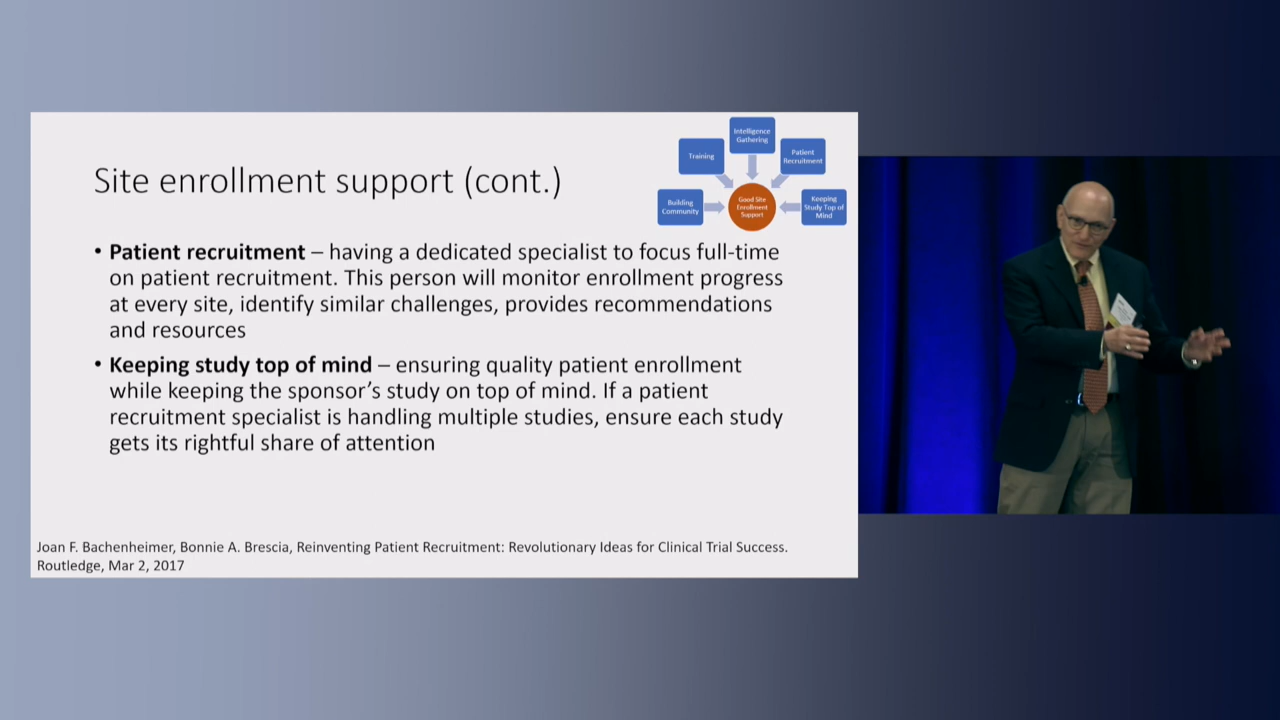 Site enrollment support (cont.)
Intelligence
Gathering
Training
Patient
Recruitment
Building
Community
Good Site
Enrollment
Support
Keeping
Study Top of
Mind
• Patient recruitment – having a dedicated specialist to focus full-time
on patient recruitment. This person will monitor enrollment progress
at every site, identify similar challenges, provides recommendations
and resources
• Keeping study top of mind – ensuring quality patient enrollment
while keeping the sponsor’s study on top of mind. If a patient
recruitment specialist is handling multiple studies, ensure each study
gets its rightful share of attention
Joan F. Bachenheimer, Bonnie A. Brescia, Reinventing Patient Recruitment: Revolutionary Ideas for Clinical Trial Success.
Routledge, Mar 2, 2017